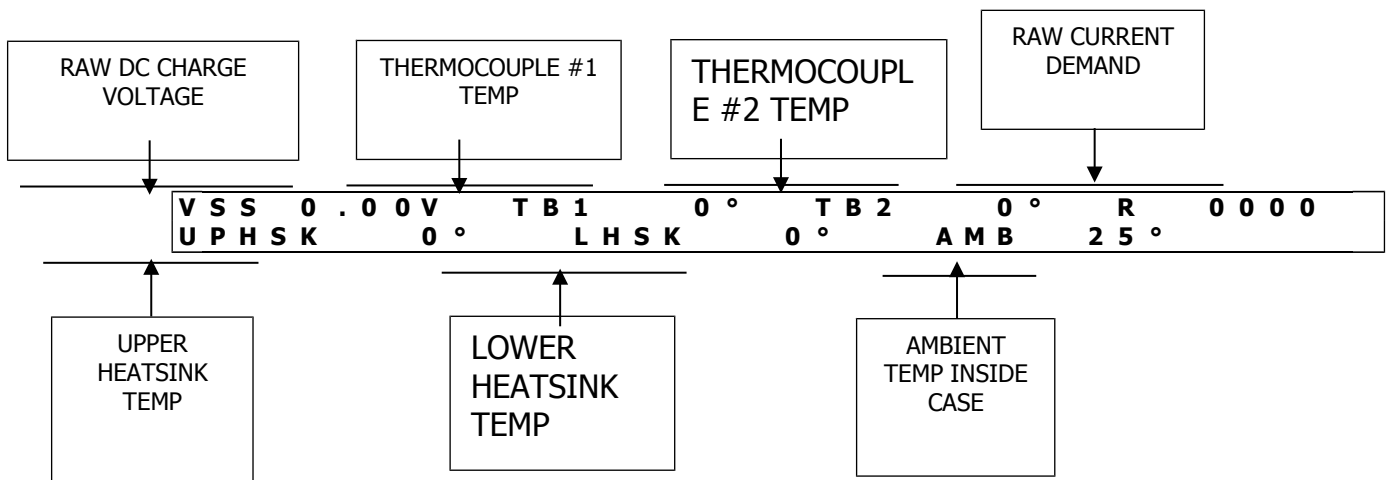 RAW DC CHARGE
VOLTAGE
THERMOCOUPLE #1
TEMP
THERMOCOUPL
E #2 TEMP
RAW CURRENT
DEMAND
VSS 0.00V TB1 0° TB2 0° R 0000
UPHSK 0° LHSK 0° AMB 25°
UPPER
HEATSINK
TEMP
LOWER
HEATSINK
TEMP
AMBIENT
TEMP INSIDE
CASE